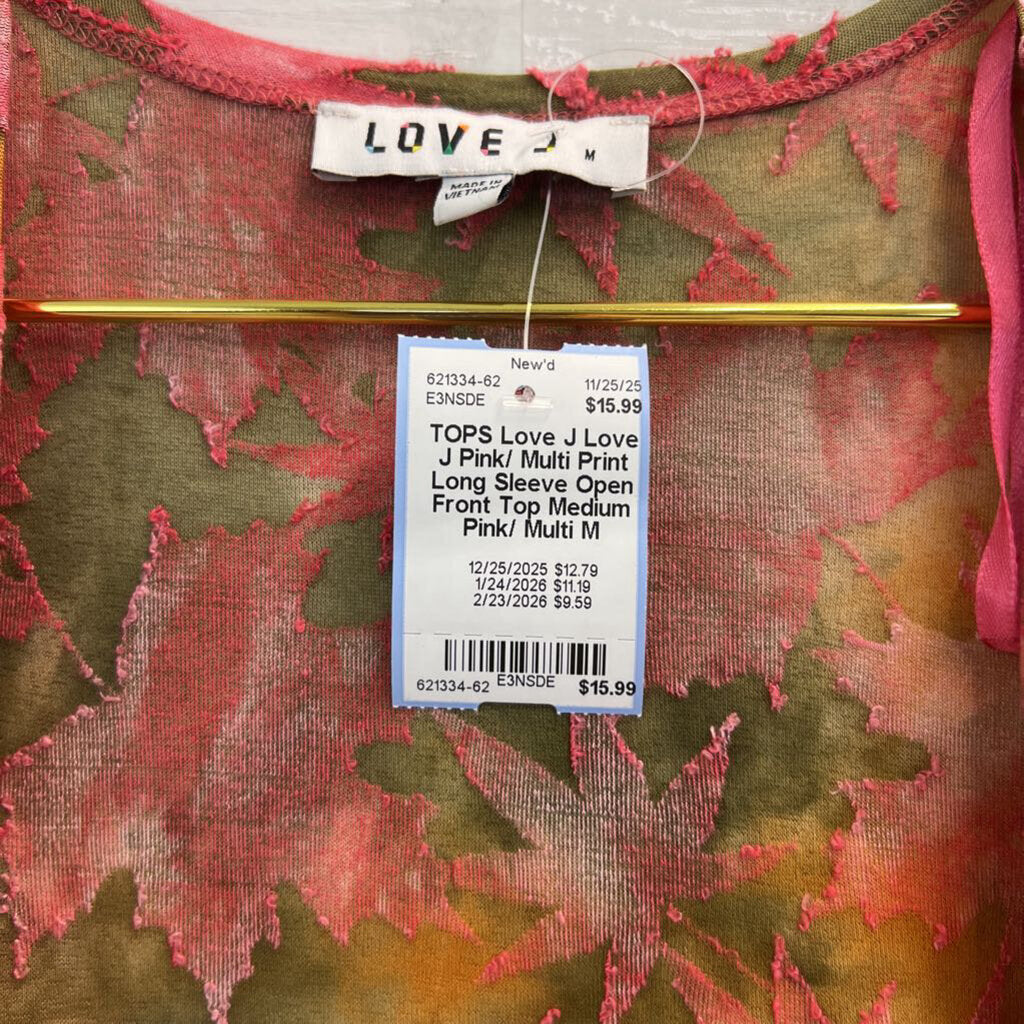 LOVE J M
MADE IN
VIETNAM
New'd
621334-62 11/25/25
E3NSDE $15.99
TOPS Love J Love
J Pink/ Multi Print
Long Sleeve Open
Front Top Medium
Pink/ Multi M
12/25/2025 $12.79
1/24/2026 $11.19
2/23/2026 $9.59
621334-62 E3NSDE $15.99